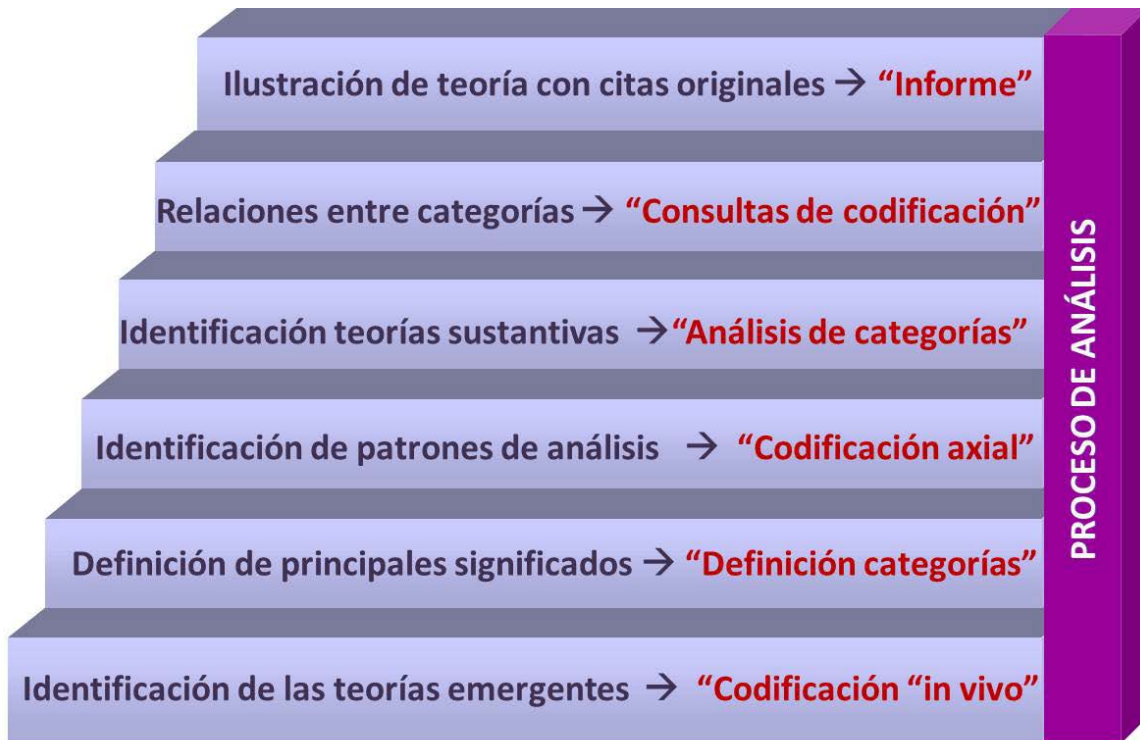 Ilustración de teoría con citas originales → “Informe”
Relaciones entre categorías → “Consultas de codificación”
Identificación teorías sustantivas → “Análisis de categorías”
Identificación de patrones de análisis → “Codificación axial”
Definición de principales significados → “Definición categorías”
Identificación de las teorías emergentes → “Codificación “in vivo”
PROCESO DE ANÁLISIS